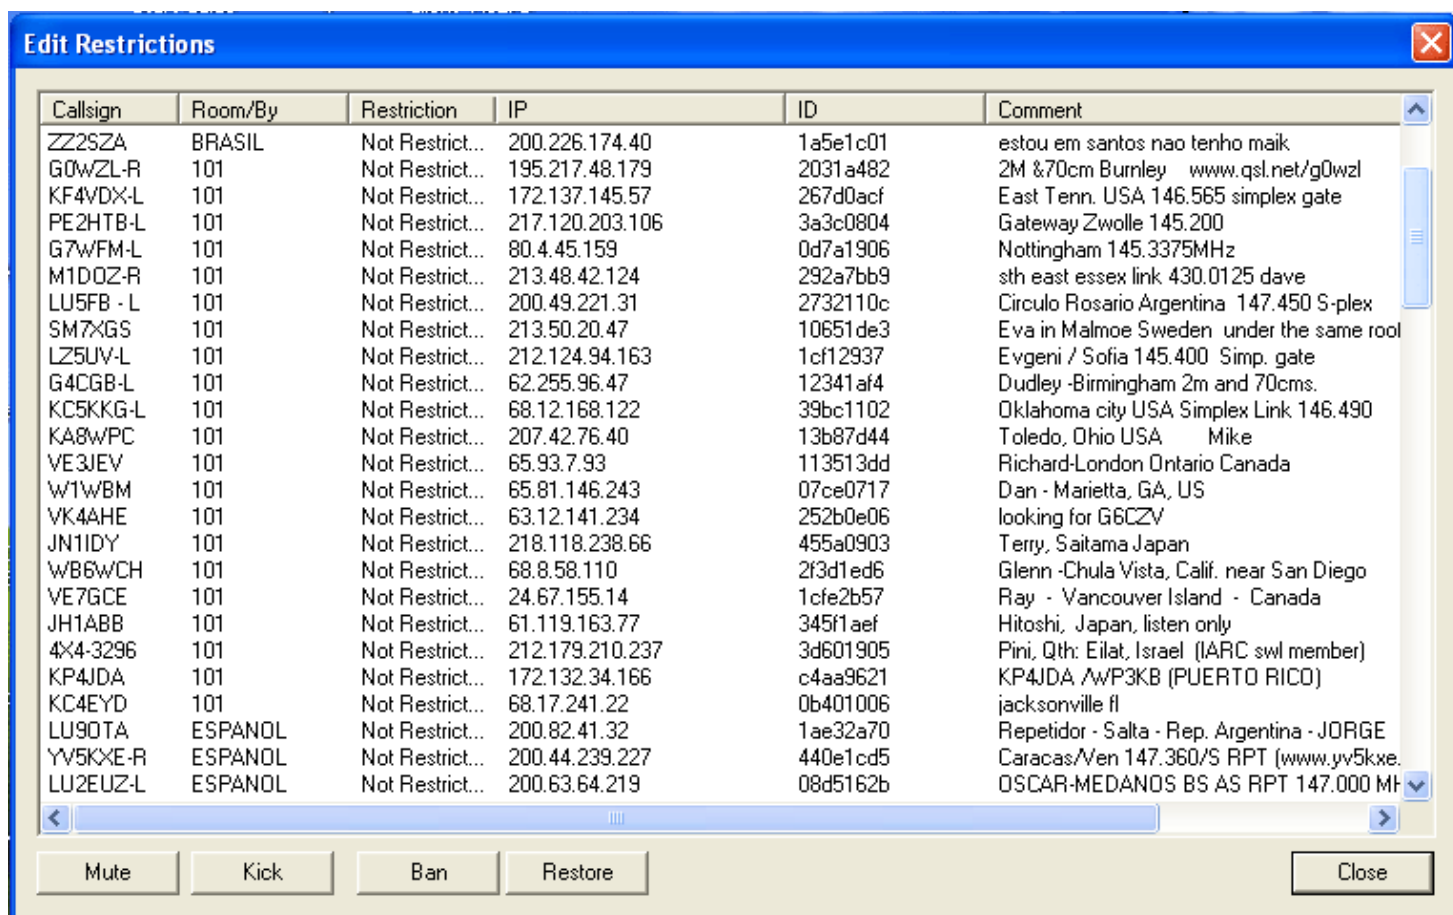 Edit Restrictions
Callsign Room/By Restriction IP ID Comment
ZZ2SZA BRASIL Not Restrict... 200.226.174.40 1a5e1c01 estou em santos nao tenho maik
G0WZL-R 101 Not Restrict... 195.217.48.179 2031a482 2M &70cm Burnley www.qsl.net/g0wzl
KF4VDX-L 101 Not Restrict... 172.137.145.57 267d0acf East Tenn. USA 146.565 simplex gate
PE2HTB-L 101 Not Restrict... 217.120.203.106 3a3c0804 Gateway Zwolle 145.200
G7WFM-L 101 Not Restrict... 80.4.45.159 0d7a1906 Nottingham 145.3375MHz
M1DOZ-R 101 Not Restrict... 213.48.42.124 292a7bb9 sth east essex link 430.0125 dave
LU5FB - L 101 Not Restrict... 200.49.221.31 2732110c Circulo Rosario Argentina 147.450 S-plex
SM7XGS 101 Not Restrict... 213.50.20.47 10651de3 Eva in Malmoe Sweden under the same roof
LZ5UV-L 101 Not Restrict... 212.124.94.163 1cf12937 Evgeni / Sofia 145.400 Simp. gate
G4CGB-L 101 Not Restrict... 62.255.96.47 12341af4 Dudley -Birmingham 2m and 70cms.
KC5KKG-L 101 Not Restrict... 68.12.168.122 39bc1102 Oklahoma city USA Simplex Link 146.490
KA8WPC 101 Not Restrict... 207.42.76.40 13b87d44 Toledo, Ohio USA Mike
VE3JEV 101 Not Restrict... 65.93.7.93 113513dd Richard-London Ontario Canada
W1WBM 101 Not Restrict... 65.81.146.243 07ce0717 Dan - Marietta, GA, US
VK4AHE 101 Not Restrict... 63.12.141.234 252b0e06 looking for G6CZV
JN1IDY 101 Not Restrict... 218.118.238.66 455a0903 Terry, Saitama Japan
WB6WCH 101 Not Restrict... 68.8.58.110 2f3d1ed6 Glenn -Chula Vista, Calif. near San Diego
VE7GCE 101 Not Restrict... 24.67.155.14 1cfe2b57 Ray - Vancouver Island - Canada
JH1ABB 101 Not Restrict... 61.119.163.77 345f1aef Hitoshi, Japan, listen only
4X4-3296 101 Not Restrict... 212.179.210.237 3d601905 Pini, Qth: Eilat, Israel (IARC swl member)
KP4JDA 101 Not Restrict... 172.132.34.166 c4aa9621 KP4JDA /WP3KB (PUERTO RICO)
KC4EYD 101 Not Restrict... 68.17.241.22 0b401006 jacksonville fl
LU9OTA ESPANOL Not Restrict... 200.82.41.32 1ae32a70 Repetidor - Salta - Rep. Argentina - JORGE
YV5KXE-R ESPANOL Not Restrict... 200.44.239.227 440e1cd5 Caracas/Ven 147.360/S RPT (www.yv5kxe.
LU2EUZ-L ESPANOL Not Restrict... 200.63.64.219 08d5162b OSCAR-MEDANOS BS AS RPT 147.000 MH
Mute Kick Ban Restore Close